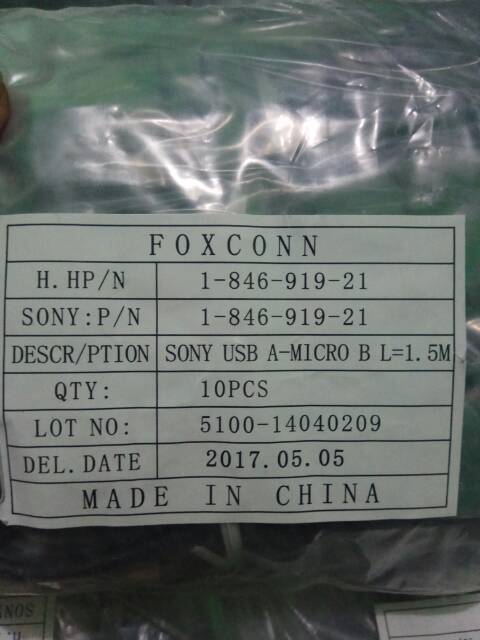 FOXCONN
H.HP/N 1-846-919-21
SONY:P/N 1-846-919-21
DESCR/PTION SONY USB A-MICRO B L=1.5M
QTY: 10PCS
LOT NO: 5100-14040209
DEL.DATE 2017.05.05
MADE IN CHINA